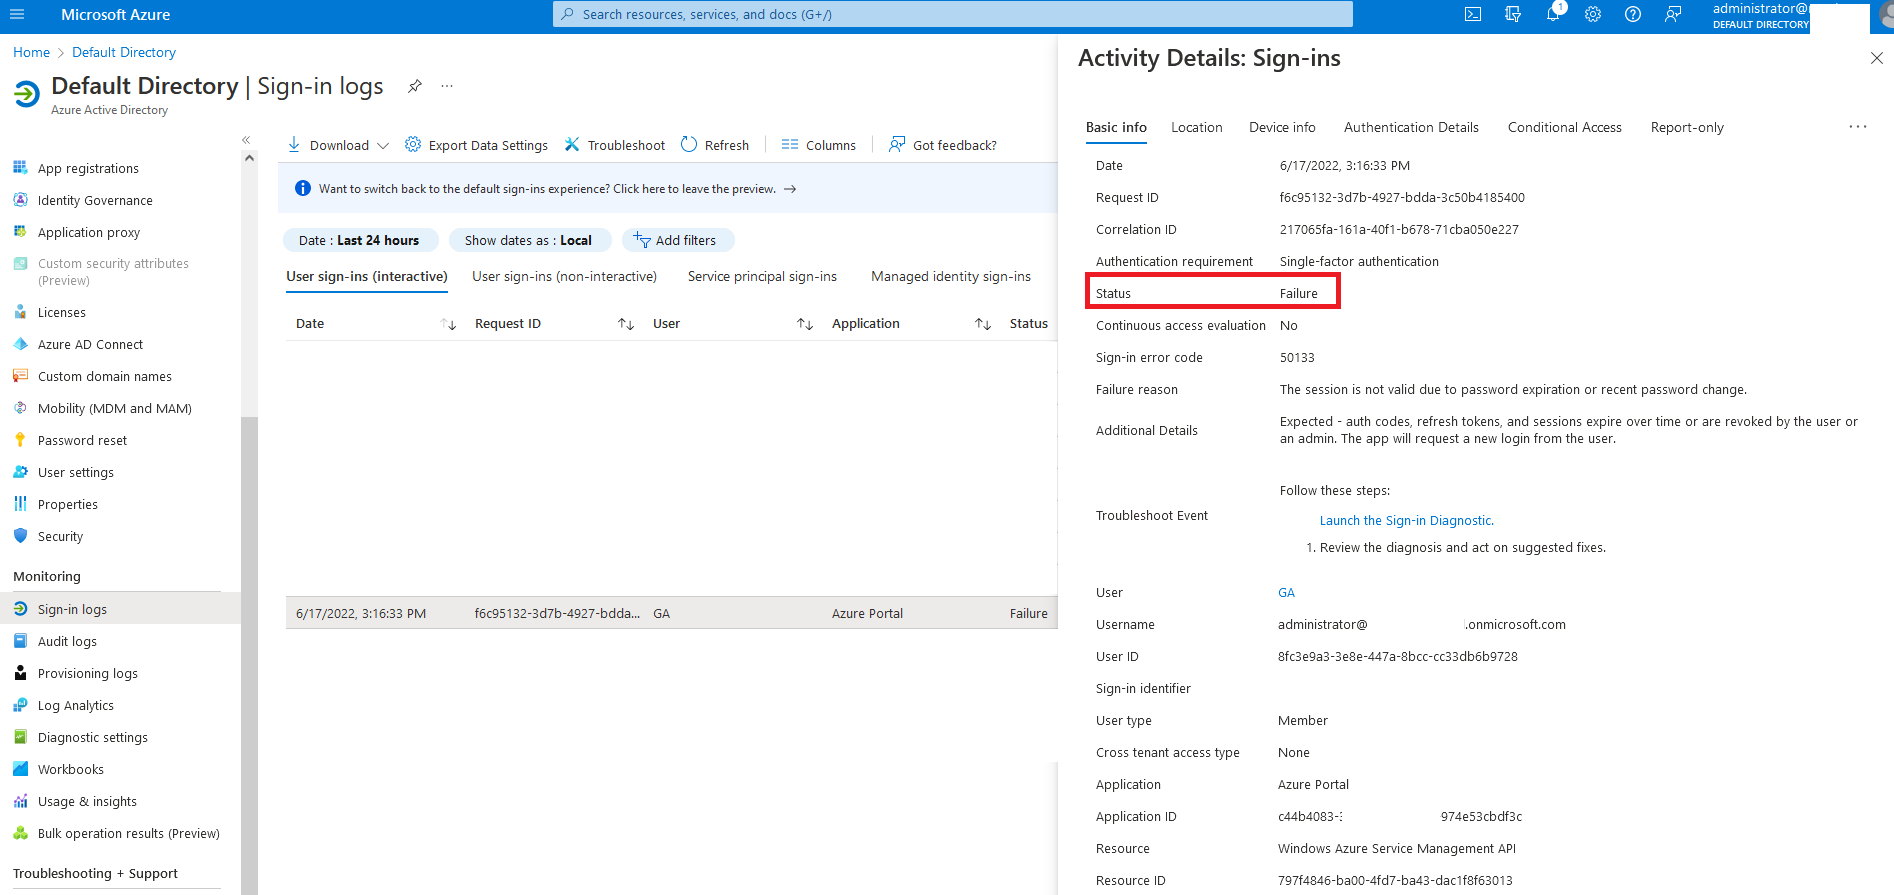 Microsoft Azure
Search resources, services, and docs (G+/)
1
administrator@
DEFAULT DIRECTORY
Home > Default Directory
Default Directory | Sign-in logs
Azure Active Directory
App registrations
Identity Governance
Application proxy
Custom security attributes
(Preview)
Licenses
Azure AD Connect
Custom domain names
Mobility (MDM and MAM)
Password reset
User settings
Properties
Security
Monitoring
Sign-in logs
Audit logs
Provisioning logs
Log Analytics
Diagnostic settings
Workbooks
Usage & insights
Bulk operation results (Preview)
Troubleshooting + Support
Download Export Data Settings Troubleshoot Refresh Columns Got feedback?
Want to switch back to the default sign-ins experience? Click here to leave the preview. →
Date : Last 24 hours Show dates as : Local Add filters
User sign-ins (interactive) User sign-ins (non-interactive) Service principal sign-ins Managed identity sign-ins
Date Request ID User Application Status
6/17/2022, 3:16:33 PM f6c95132-3d7b-4927-bdda... GA Azure Portal Failure
Activity Details: Sign-ins
Basic info Location Device info Authentication Details Conditional Access Report-only
Date 6/17/2022, 3:16:33 PM
Request ID f6c95132-3d7b-4927-bdda-3c50b4185400
Correlation ID 217065fa-161a-40f1-b678-71cba050e227
Authentication requirement Single-factor authentication
Status Failure
Continuous access evaluation No
Sign-in error code 50133
Failure reason The session is not valid due to password expiration or recent password change.
Additional Details Expected - auth codes, refresh tokens, and sessions expire over time or are revoked by the user or
an admin. The app will request a new login from the user.
Troubleshoot Event Follow these steps:
Launch the Sign-in Diagnostic.
1. Review the diagnosis and act on suggested fixes.
User GA
Username administrator@ .onmicrosoft.com
User ID 8fc3e9a3-3e8e-447a-8bcc-cc33db6b9728
Sign-in identifier
User type Member
Cross tenant access type None
Application Azure Portal
Application ID c44b4083- 974e53cbdf3c
Resource Windows Azure Service Management API
Resource ID 797f4846-ba00-4fd7-ba43-dac1f8f63013